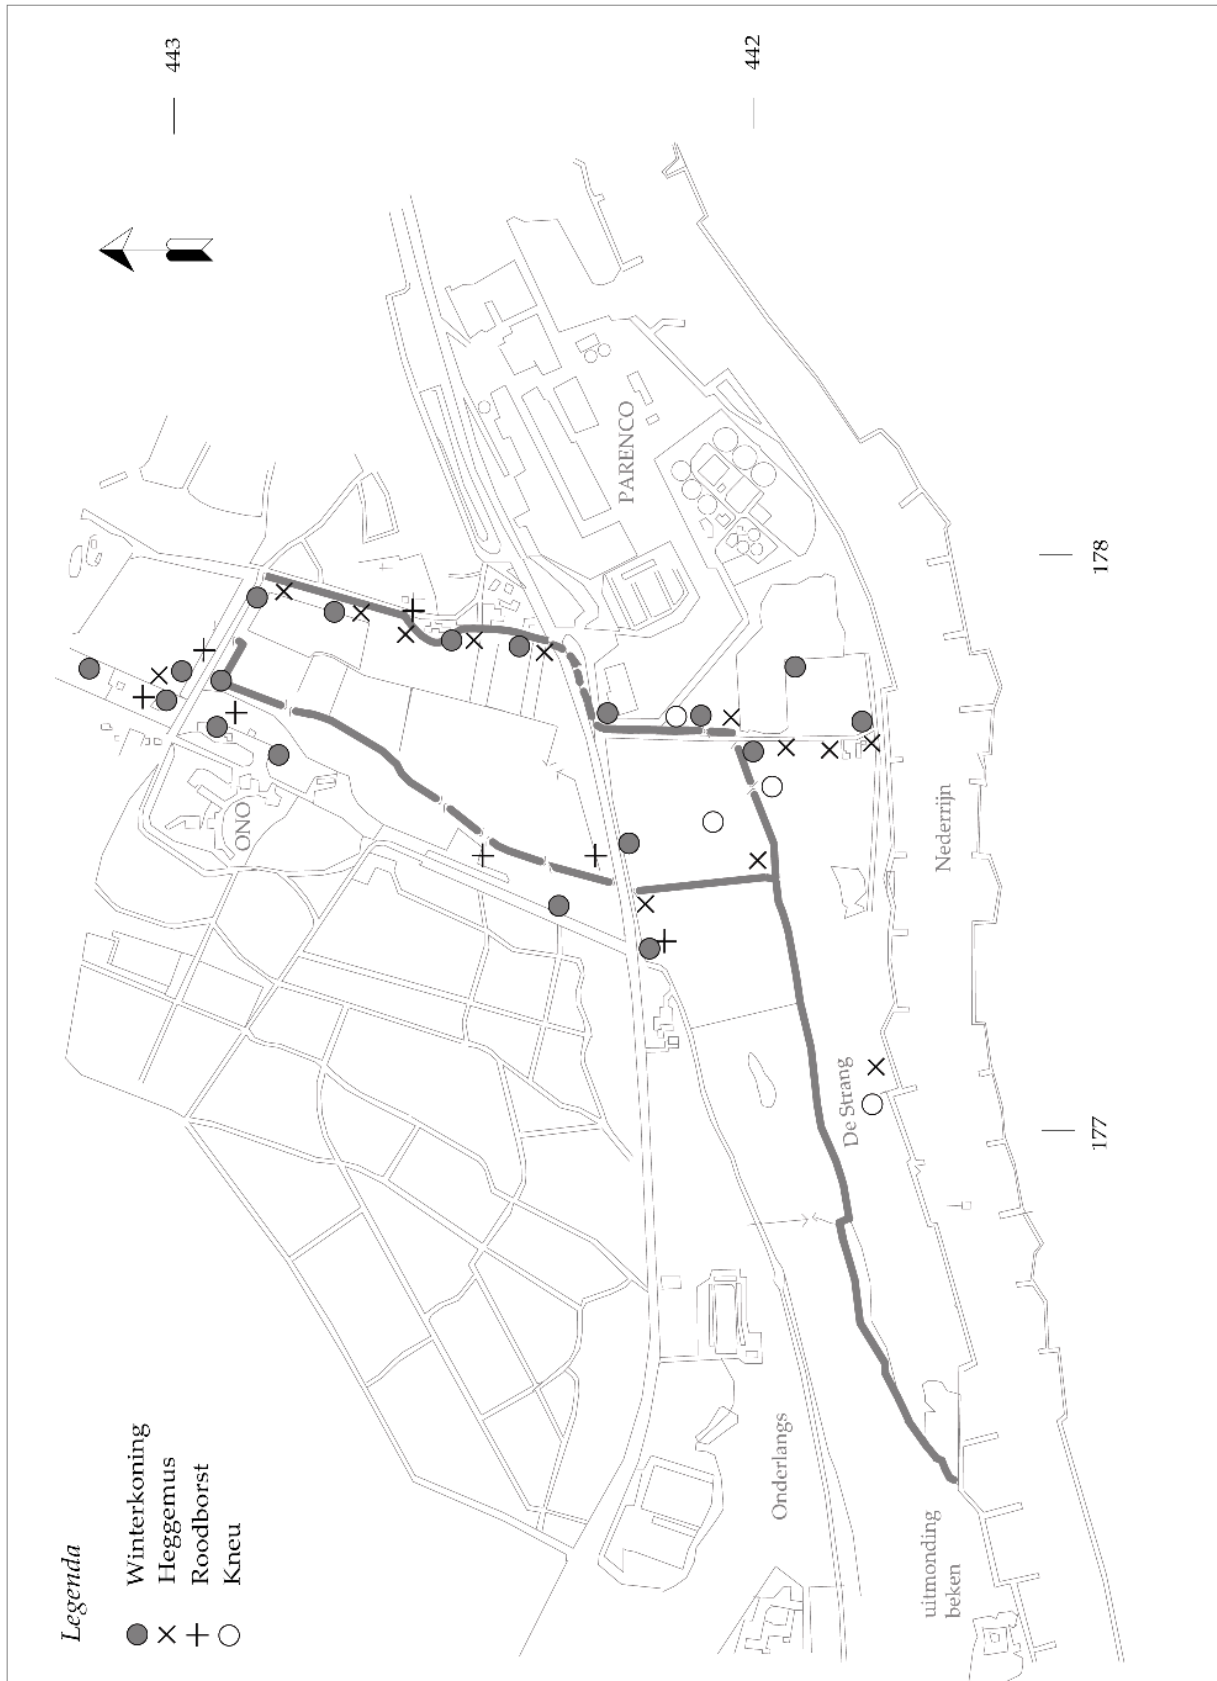 Legenda
Winterkoning
Heggemus
Roodborst
Kneu
443
442
178
177
ONO
PARENCO
Nederrijn
De Strang
Onderlangs
uitmonding
beken